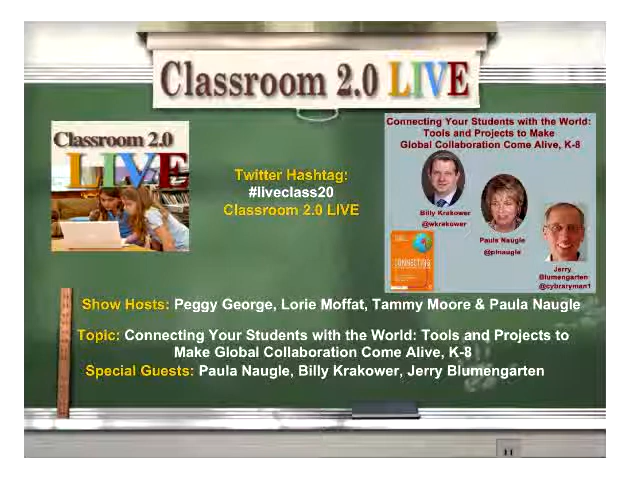 Classroom 2.0 LIVE
Classroom 2.0
LIVE
Twitter Hashtag:
#liveclass20
Classroom 2.0 LIVE
Connecting Your Students with the World:
Tools and Projects to Make
Global Collaboration Come Alive, K-8
Billy Krakower
@wkrakower
Paula Naugle
@plnaugle
Jerry
Blumengarten
@cybraryman1
CONNECTING
Show Hosts: Peggy George, Lorie Moffat, Tammy Moore & Paula Naugle
Topic: Connecting Your Students with the World: Tools and Projects to
Make Global Collaboration Come Alive, K-8
Special Guests: Paula Naugle, Billy Krakower, Jerry Blumengarten